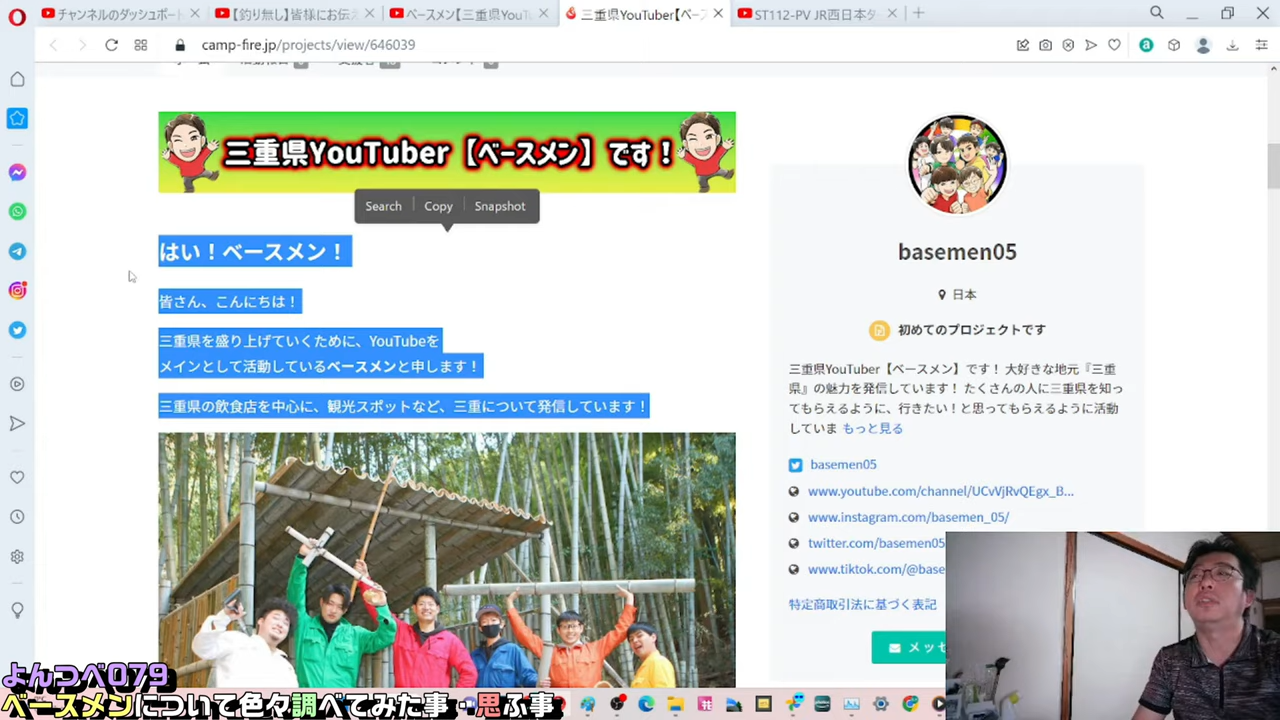 チャンネルのダッシュボート
【釣り無し】皆様にお伝え
ベースメン【三重県YouTu
三重県YouTuber【ベース
ST112-PV JR西日本タ
camp-fire.jp/projects/view/646039
三重県YouTuber【ベースメン】です！
Search
Copy
Snapshot
はい！ベースメン！
皆さん、こんにちは！
三重県を盛り上げていくために、YouTubeを
メインとして活動しているベースメンと申します！
三重県の飲食店を中心に、観光スポットなど、三重について発信しています！
basemen05
日本
初めてのプロジェクトです
三重県YouTuber【ベースメン】です！ 大好きな地元『三重
県』の魅力を発信しています！ たくさんの人に三重県を知っ
てもらえるように、行きたい！と思ってもらえるように活動
していま もっと見る
basemen05
www.youtube.com/channel/UCvVjRvQEgx_B...
www.instagram.com/basemen_05/
twitter.com/basemen05
www.tiktok.com/@base
特定商取引法に基づく表記
メッセ
よんつべ079
ベースメンについて色々調べてみた事・思ふ事